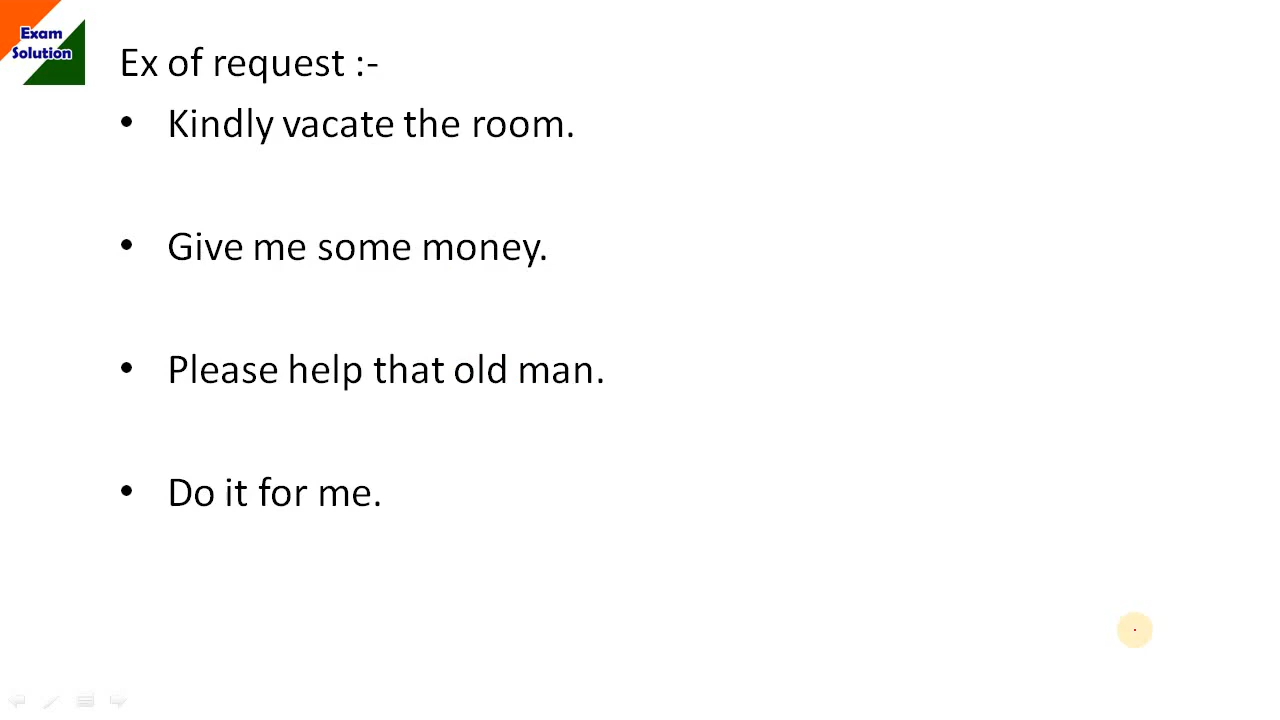 Exam
Solution
Ex of request :-
• Kindly vacate the room.
• Give me some money.
• Please help that old man.
• Do it for me.